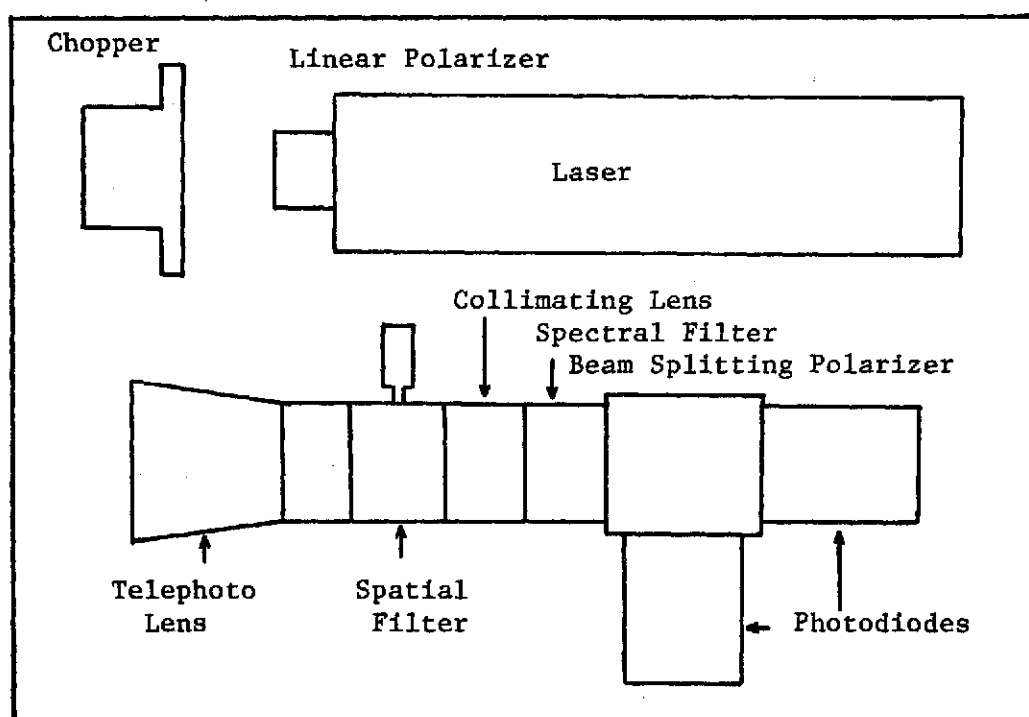 Chopper
Linear Polarizer
Laser
Collimating Lens
Spectral Filter
Beam Splitting Polarizer
Telephoto
Lens
Spatial
Filter
Photodiodes